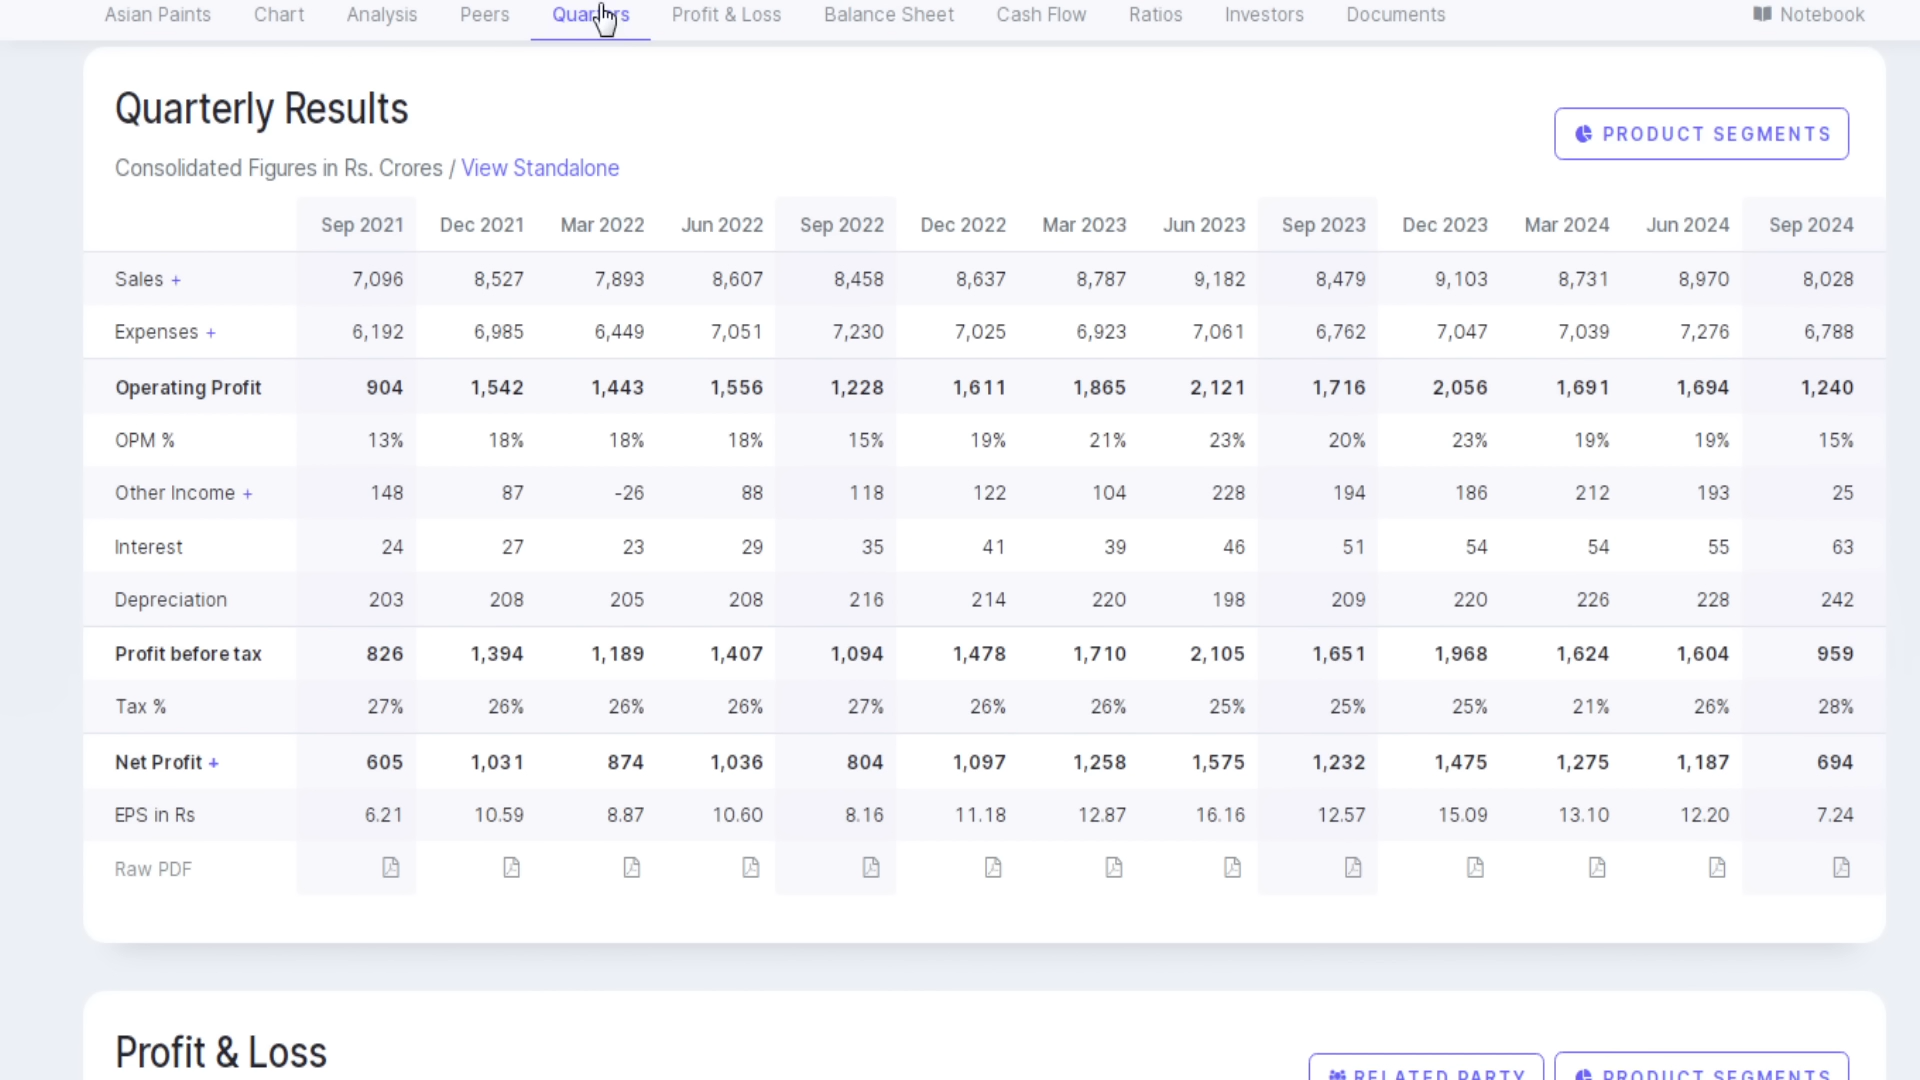 Asian Paints Chart Analysis Peers Quarters Profit & Loss Balance Sheet Cash Flow Ratios Investors Documents Notebook
Quarterly Results
PRODUCT SEGMENTS
Consolidated Figures in Rs. Crores / View Standalone
Sep 2021 Dec 2021 Mar 2022 Jun 2022 Sep 2022 Dec 2022 Mar 2023 Jun 2023 Sep 2023 Dec 2023 Mar 2024 Jun 2024 Sep 2024
Sales + 7,096 8,527 7,893 8,607 8,458 8,637 8,787 9,182 8,479 9,103 8,731 8,970 8,028
Expenses + 6,192 6,985 6,449 7,051 7,230 7,025 6,923 7,061 6,762 7,047 7,039 7,276 6,788
Operating Profit 904 1,542 1,443 1,556 1,228 1,611 1,865 2,121 1,716 2,056 1,691 1,694 1,240
OPM % 13% 18% 18% 18% 15% 19% 21% 23% 20% 23% 19% 19% 15%
Other Income + 148 87 -26 88 118 122 104 228 194 186 212 193 25
Interest 24 27 23 29 35 41 39 46 51 54 54 55 63
Depreciation 203 208 205 208 216 214 220 198 209 220 226 228 242
Profit before tax 826 1,394 1,189 1,407 1,094 1,478 1,710 2,105 1,651 1,968 1,624 1,604 959
Tax % 27% 26% 26% 26% 27% 26% 26% 25% 25% 25% 21% 26% 28%
Net Profit + 605 1,031 874 1,036 804 1,097 1,258 1,575 1,232 1,475 1,275 1,187 694
EPS in Rs 6.21 10.59 8.87 10.60 8.16 11.18 12.87 16.16 12.57 15.09 13.10 12.20 7.24
Raw PDF
Profit & Loss
RELATED PARTY PRODUCT SEGMENTS